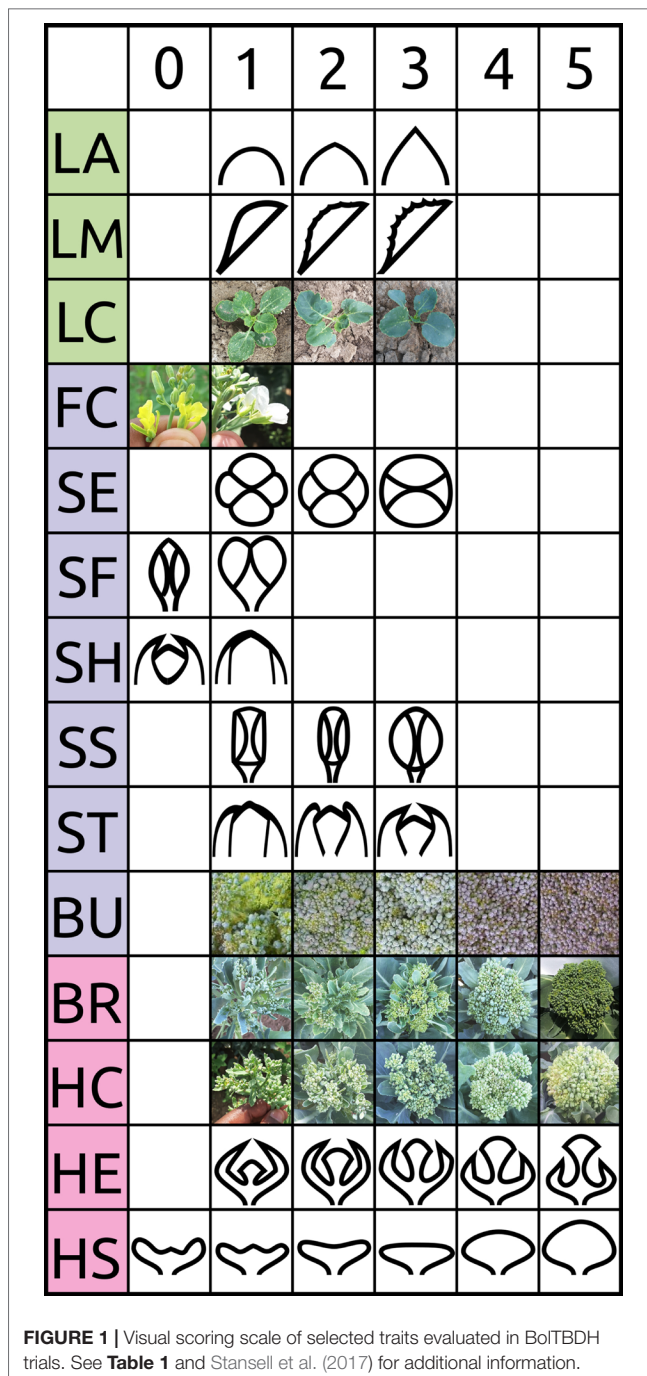 0 1 2 3 4 5
LA
LM
LC
FC
SE
SF
SH
SS
ST
BU
BR
HC
HE
HS
FIGURE 1 | Visual scoring scale of selected traits evaluated in BolTBDH
trials. See Table 1 and Stansell et al. (2017) for additional information.